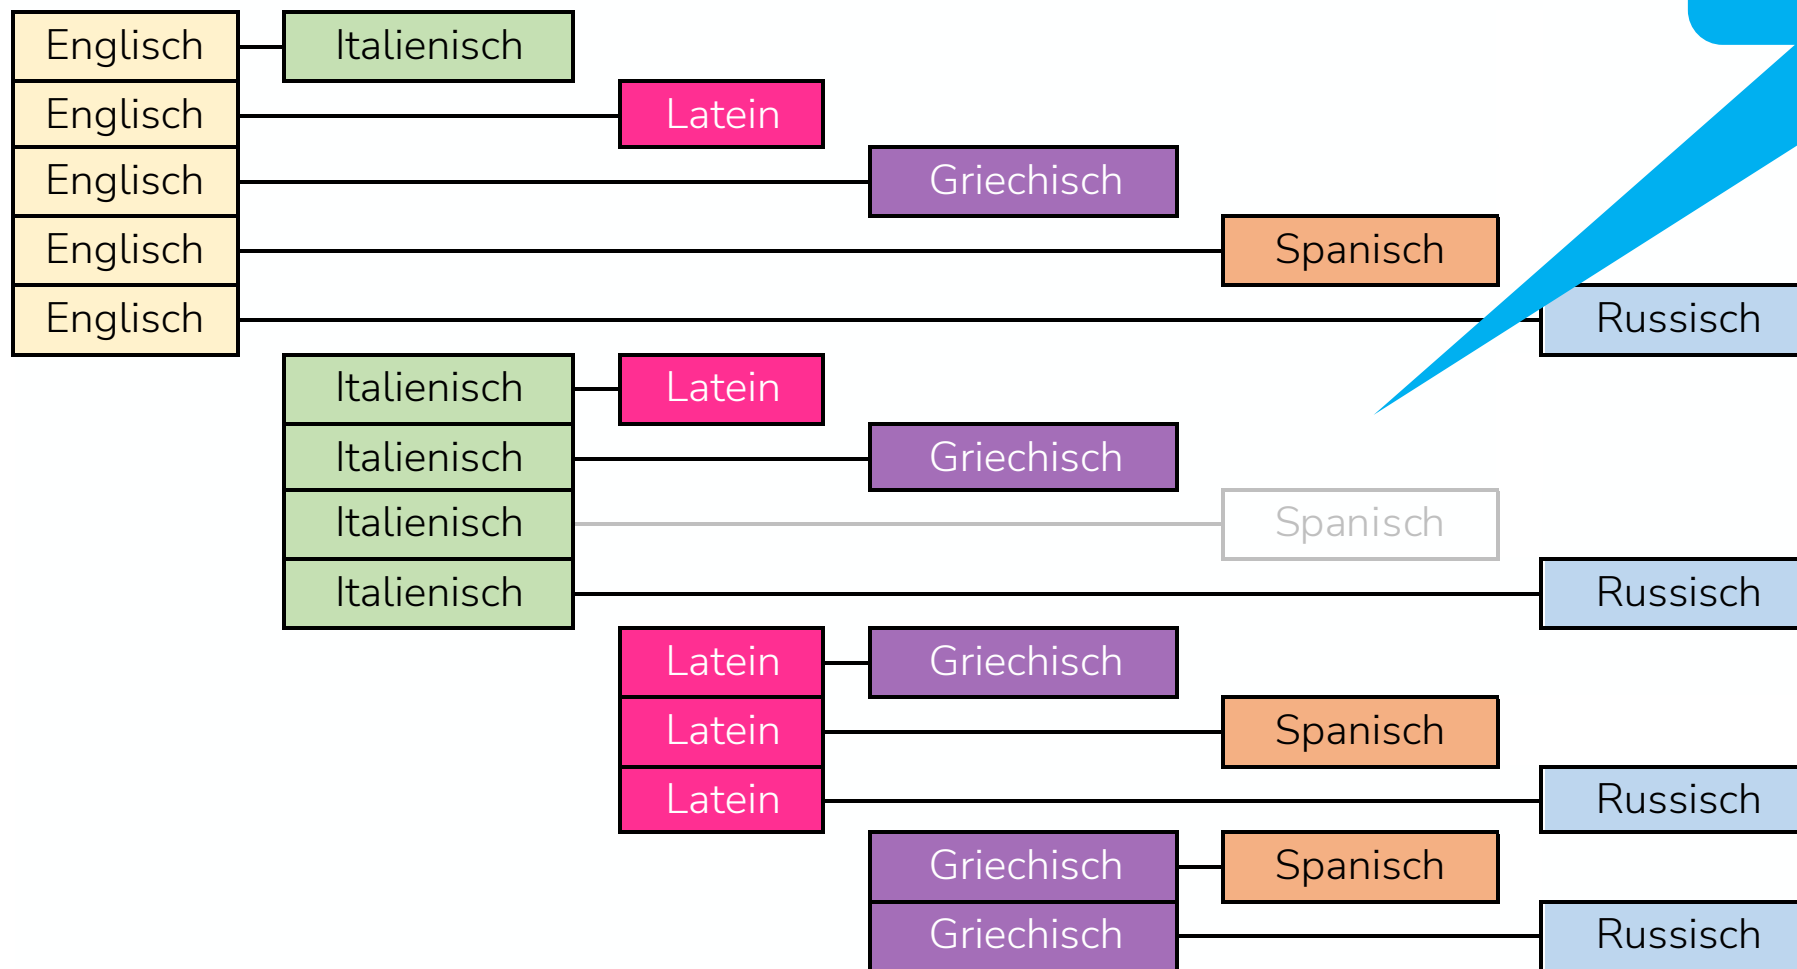 Englisch Italienisch
Englisch Latein
Englisch Griechisch
Englisch Spanisch
Englisch Russisch
Italienisch Latein
Italienisch Griechisch
Italienisch Spanisch
Italienisch Russisch
Latein Griechisch
Latein Spanisch
Latein Russisch
Griechisch Spanisch
Griechisch Russisch